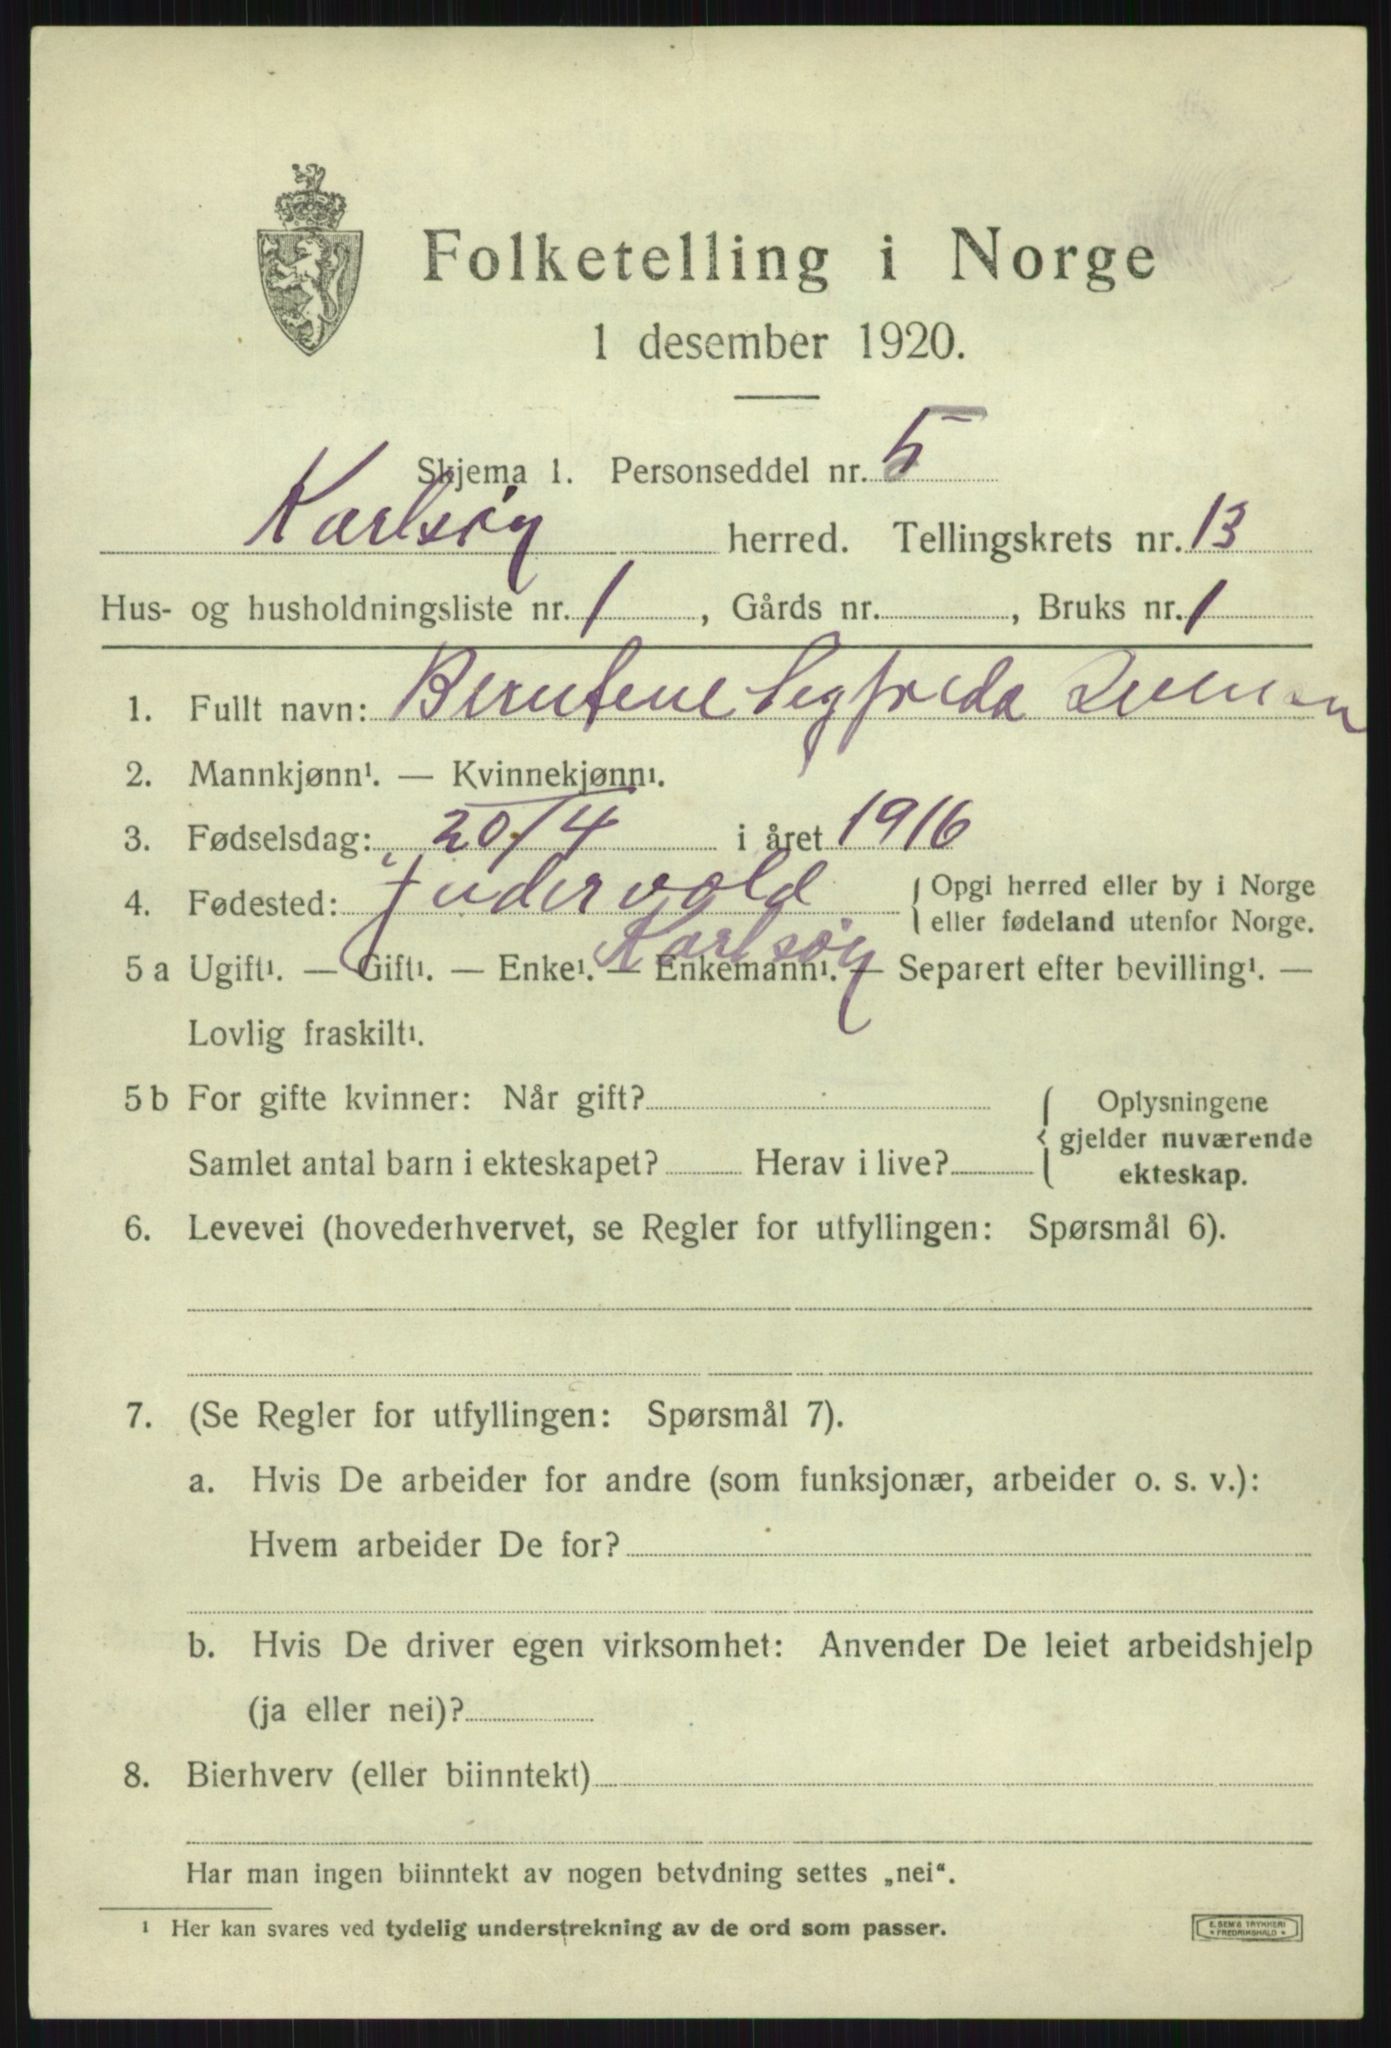 Folketelling i Norge
1 desember 1920.
Skjema 1. Personseddel nr. 5
Karlsøy herred. Tellingskrets nr. 13
Hus- og husholdningsliste nr. 1, Gårds nr. , Bruks nr. 1
1. Fullt navn: Berntene Segfreda
2. Mannkjønn¹. — Kvinnekjønn¹.
3. Fødselsdag: 20/4 i året 1916
4. Fødested: { Opgi herred eller by i Norge
eller fødeland utenfor Norge.
Karlsøy
5 a Ugift¹. — Gift¹. — Enke¹. — Enkemann¹. — Separert efter bevilling¹. —
Lovlig fraskilt¹.
5 b For gifte kvinner: Når gift? { Oplysningene
gjelder nuværende
Samlet antal barn i ekteskapet? Herav i live? ekteskap.
6. Levevei (hovederhvervet, se Regler for utfyllingen: Spørsmål 6).
7. (Se Regler for utfyllingen: Spørsmål 7).
a. Hvis De arbeider for andre (som funksjonær, arbeider o. s. v.):
Hvem arbeider De for?
b. Hvis De driver egen virksomhet: Anvender De leiet arbeidshjelp
(ja eller nei)?
8. Bierhverv (eller biinntekt)
Har man ingen biinntekt av nogen betydning settes „nei“.
¹ Her kan svares ved tydelig understrekning av de ord som passer.
E. SEM'S TRYKKERI
* FREDRIKSHALD *